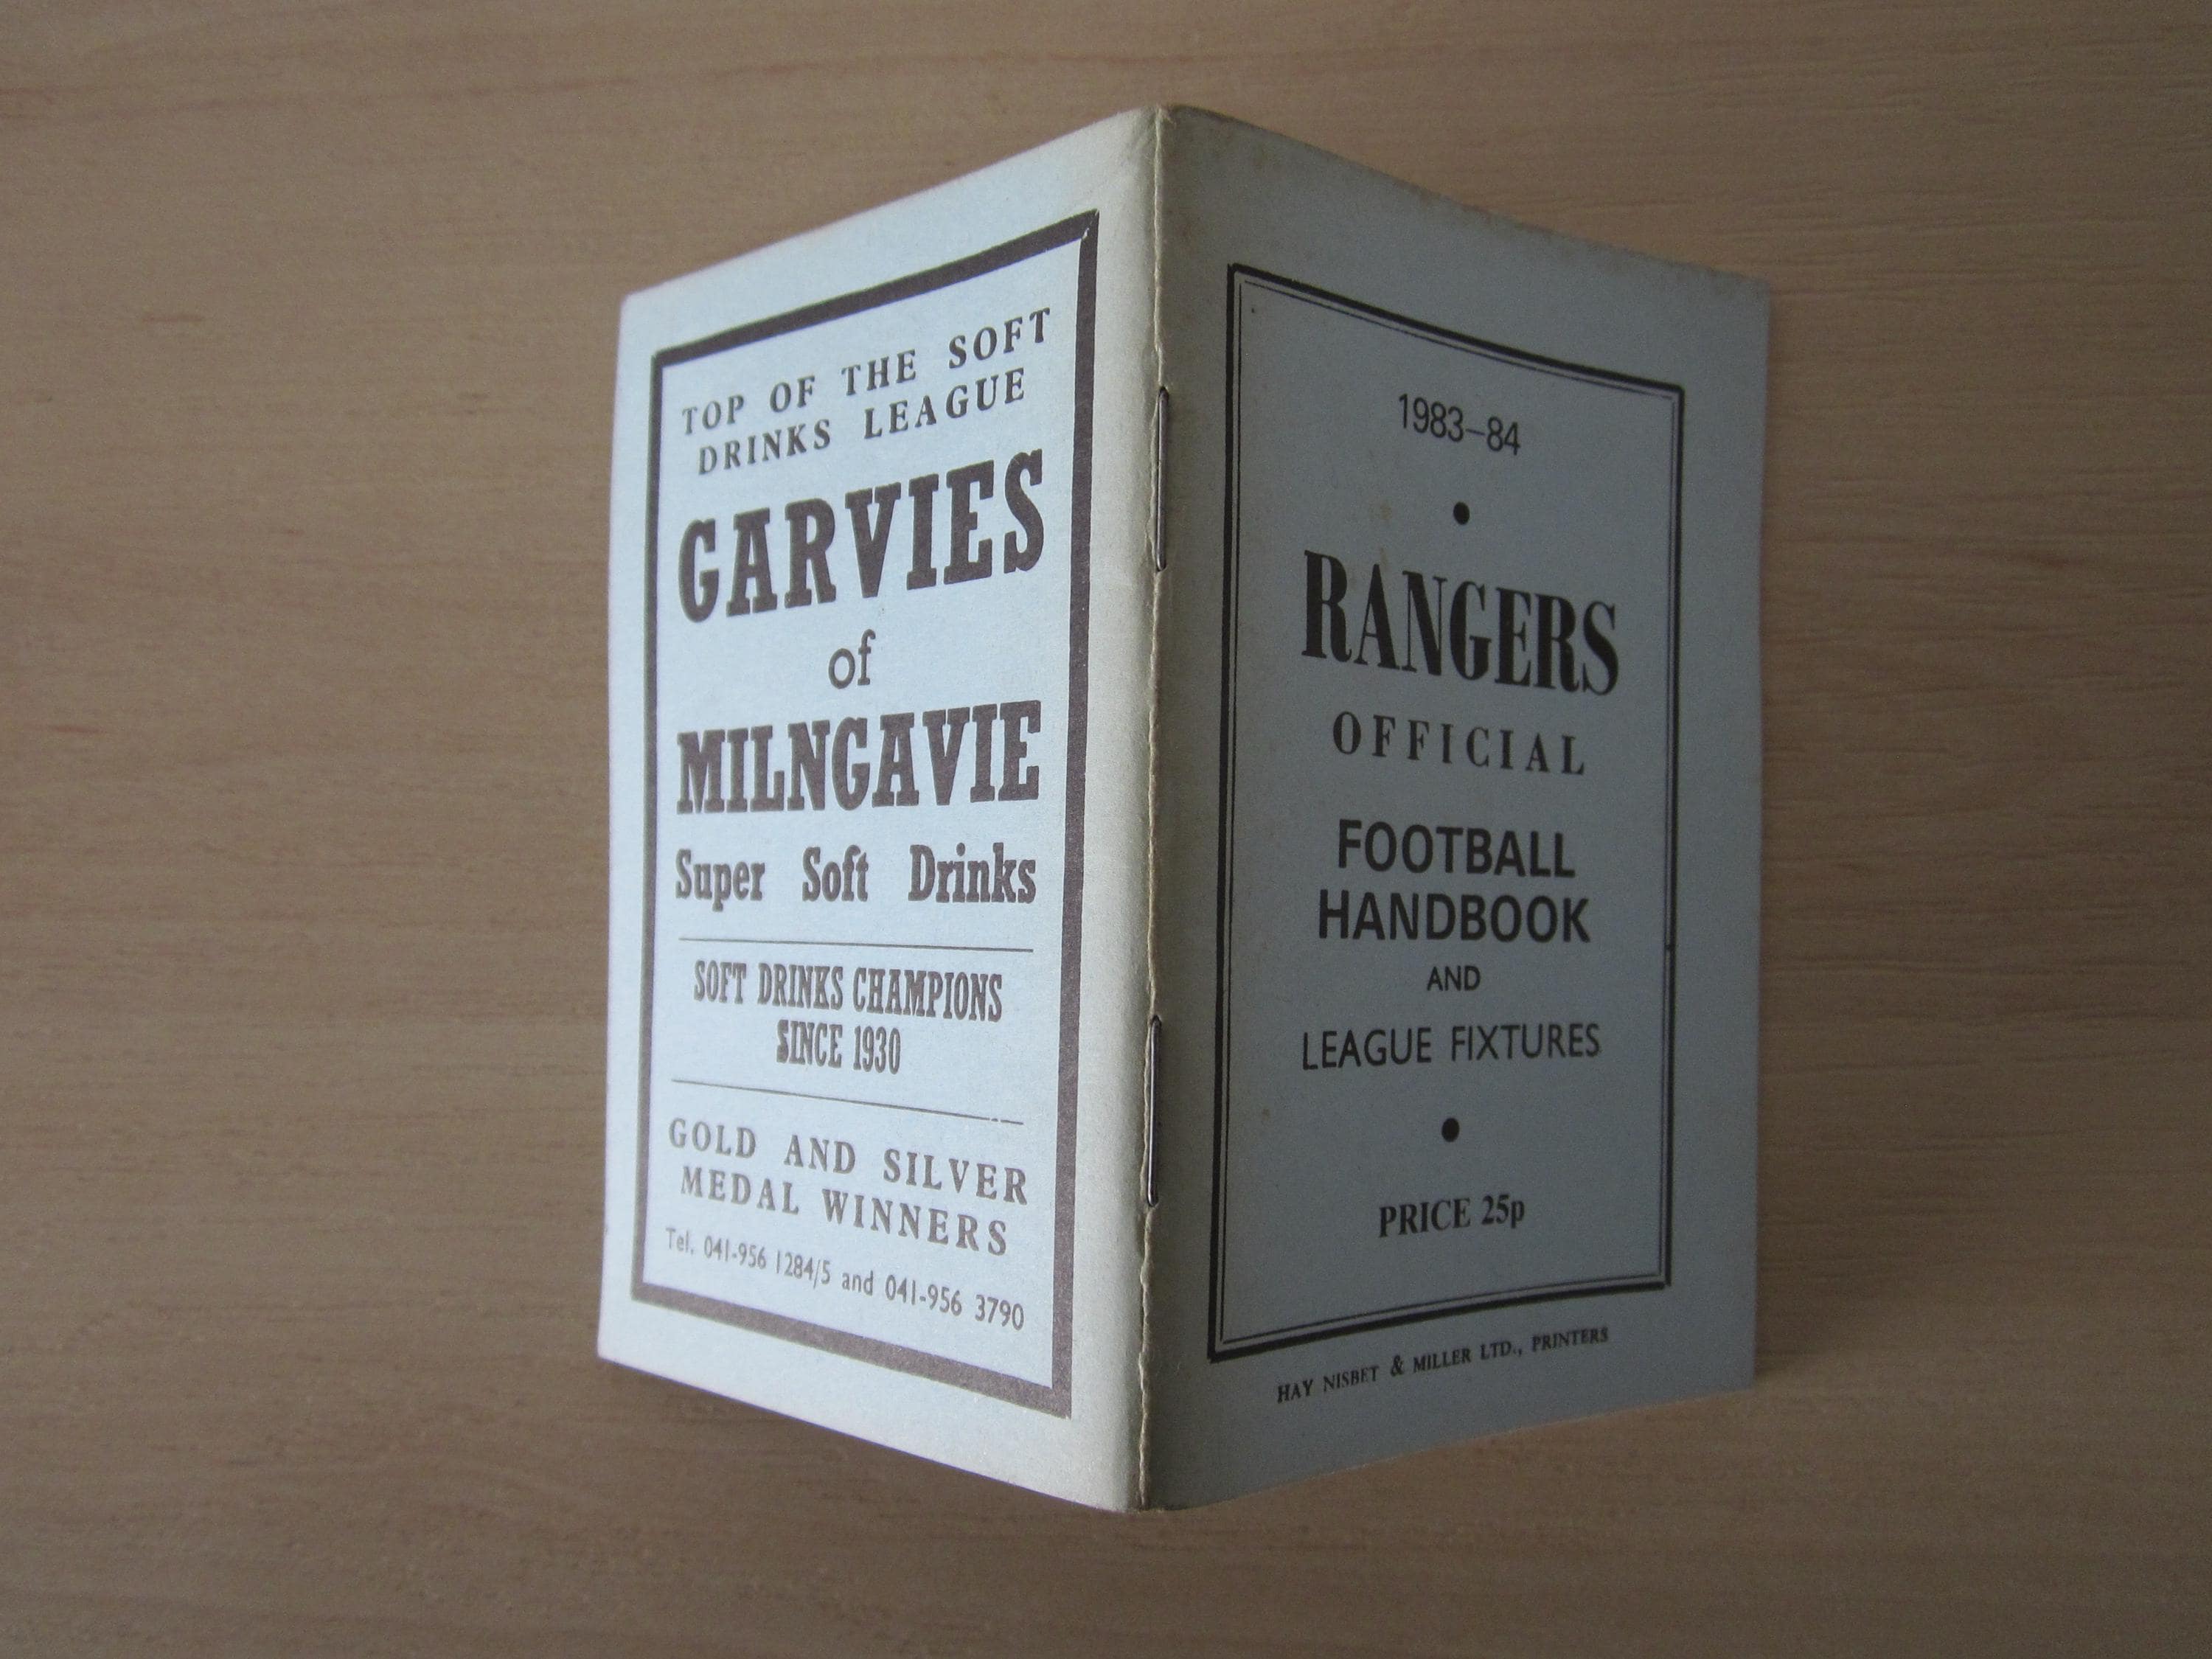 TOP OF THE SOFT
DRINKS LEAGUE
GARVIES
of
MILNGAVIE
Super Soft Drinks
SOFT DRINKS CHAMPIONS
SINCE 1930
GOLD AND SILVER
MEDAL WINNERS
Tel. 041-956 1284/5 and 041-956 3790
1983-84
•
RANGERS
OFFICIAL
FOOTBALL
HANDBOOK
AND
LEAGUE FIXTURES
•
PRICE 25p
HAY NISBET & MILLER LTD., PRINTERS